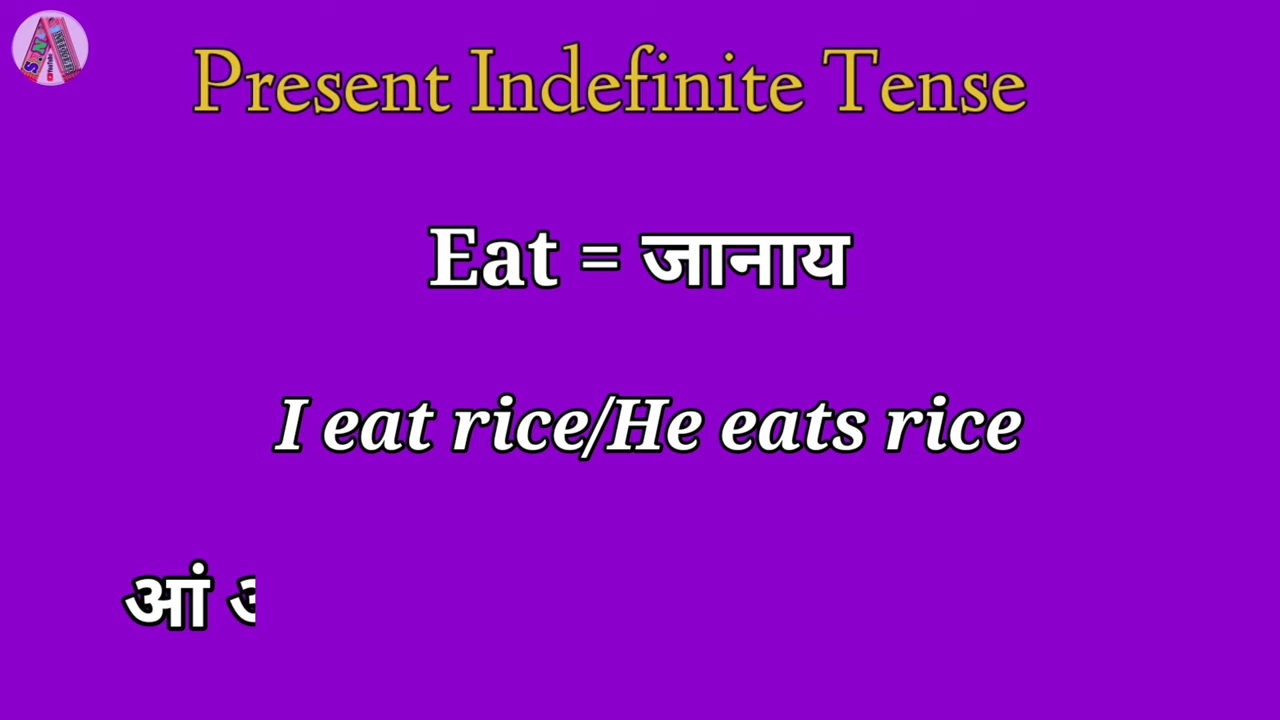 Present Indefinite Tense
Eat = जानाय
I eat rice/He eats rice
आं